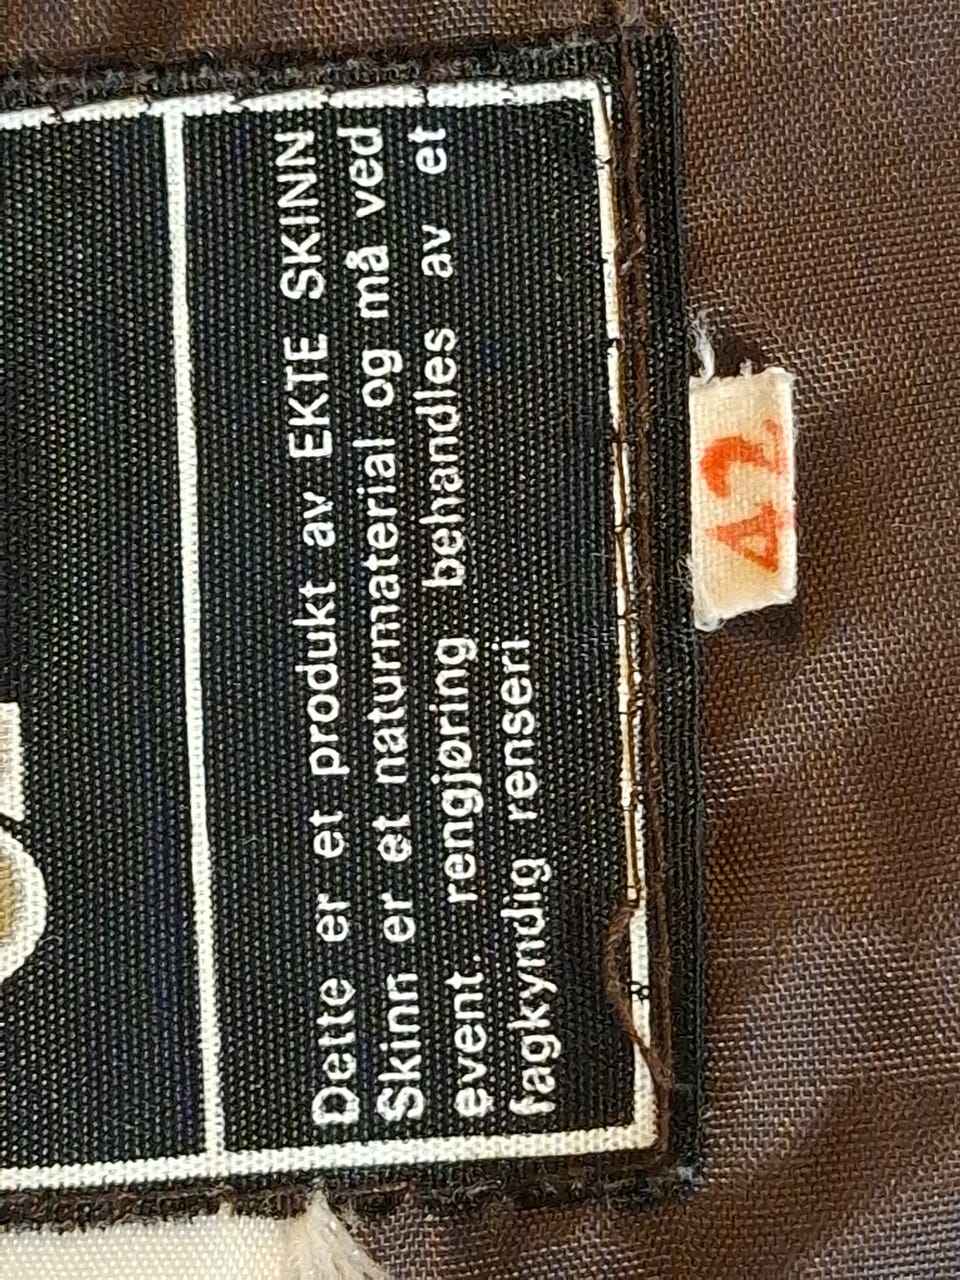 Dette er et produkt av EKTE SKINN
Skinn er et naturmaterial og må ved
event. rengjøring behandles av et
fagkyndig renseri
42